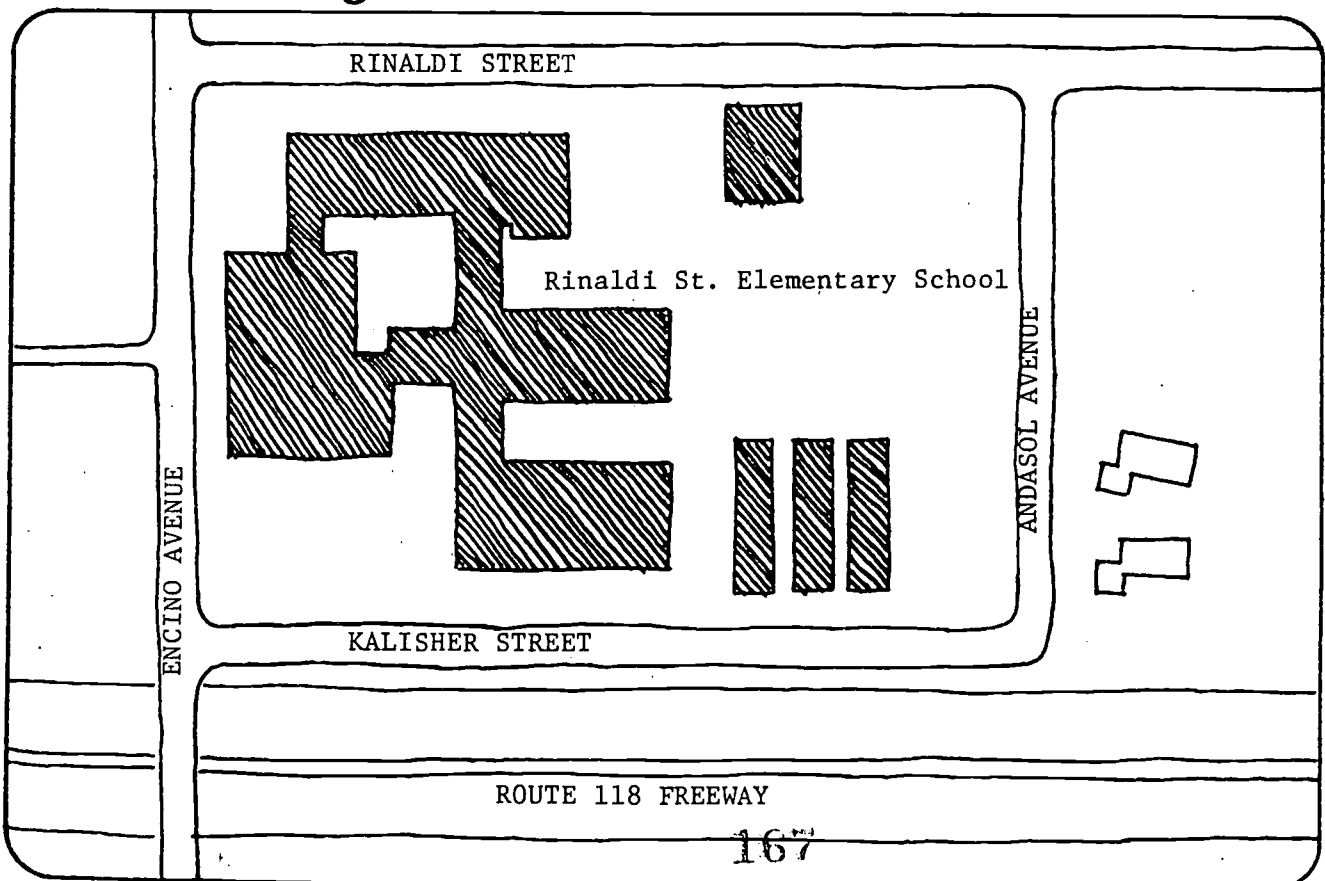 RINALDI STREET
Rinaldi St. Elementary School
ANDASOL AVENUE
ENCINO AVENUE
KALISHER STREET
ROUTE 118 FREEWAY
167